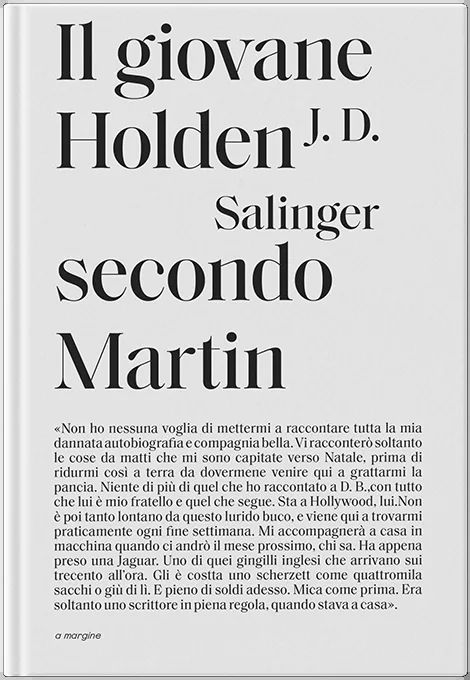 Il giovane
Holden J. D.
Salinger
secondo
Martin
«Non ho nessuna voglia di mettermi a raccontare tutta la mia
dannata autobiografia e compagnia bella. Vi racconterò soltanto
le cose da matti che mi sono capitate verso Natale, prima di
ridurmi così a terra da dovermene venire qui a grattarmi la
pancia. Niente di più di quel che ho raccontato a D. B.,con tutto
che lui è mio fratello e quel che segue. Sta a Hollywood, lui.Non
è poi tanto lontano da questo lurido buco, e viene qui a trovarmi
praticamente ogni fine settimana. Mi accompagnerà a casa in
macchina quando ci andrò il mese prossimo, chi sa. Ha appena
preso una Jaguar. Uno di quei gingilli inglesi che arrivano sui
trecento all'ora. Gli è costta uno scherzett come quattromila
sacchi o giù di lì. E pieno di soldi adesso. Mica come prima. Era
soltanto uno scrittore in piena regola, quando stava a casa».
a margine